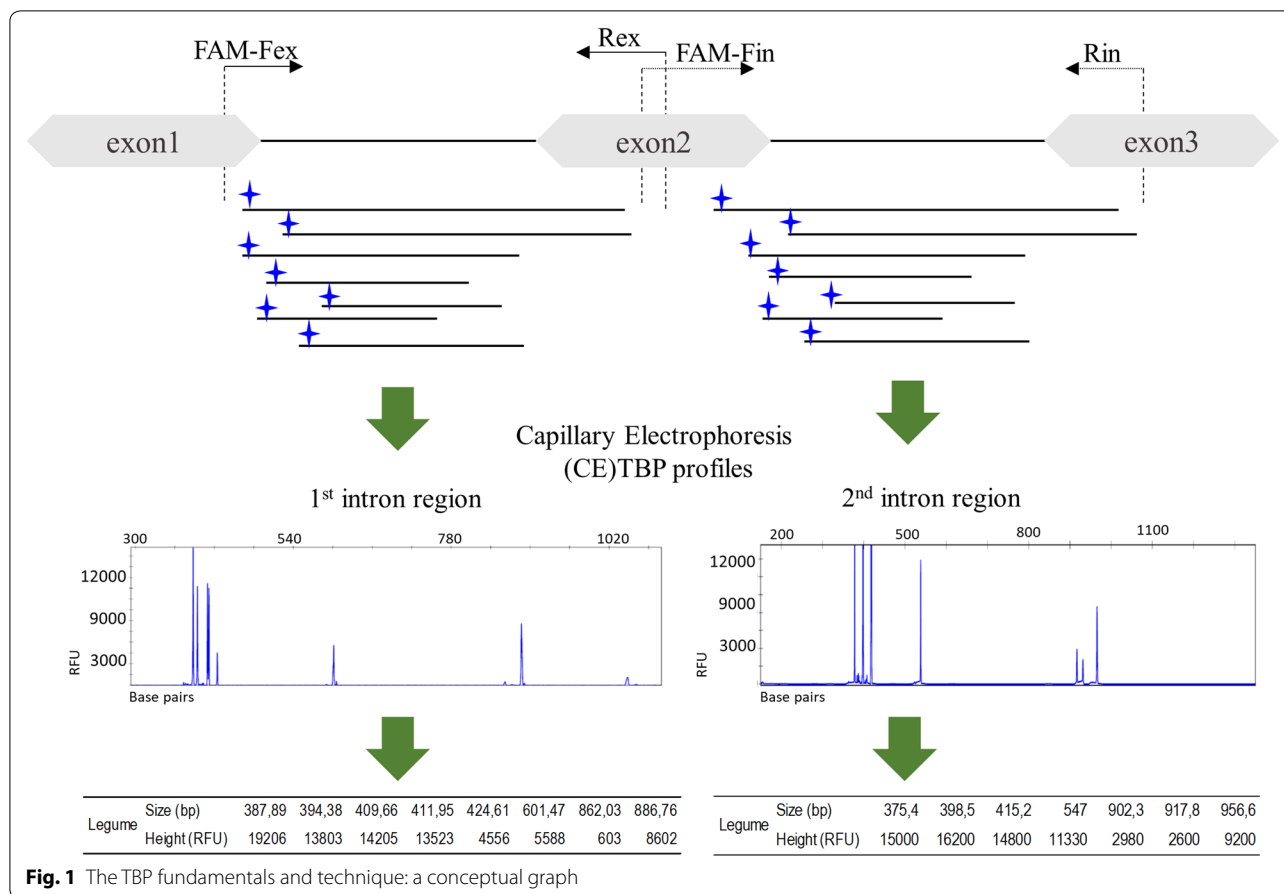 FAM-Fex
Rex
FAM-Fin
Rin
exon1
exon2
exon3
Capillary Electrophoresis
(CE)TBP profiles
1st intron region
2nd intron region
300 540 780 1020
12000
9000
3000
RFU
Base pairs
200 500 800 1100
12000
9000
3000
RFU
Base pairs
Legume
Size (bp) 387,89 394,38 409,66 411,95 424,61 601,47 862,03 886,76
Height (RFU) 19206 13803 14205 13523 4556 5588 603 8602
Legume
Size (bp) 375,4 398,5 415,2 547 902,3 917,8 956,6
Height (RFU) 15000 16200 14800 11330 2980 2600 9200
Fig. 1 The TBP fundamentals and technique: a conceptual graph